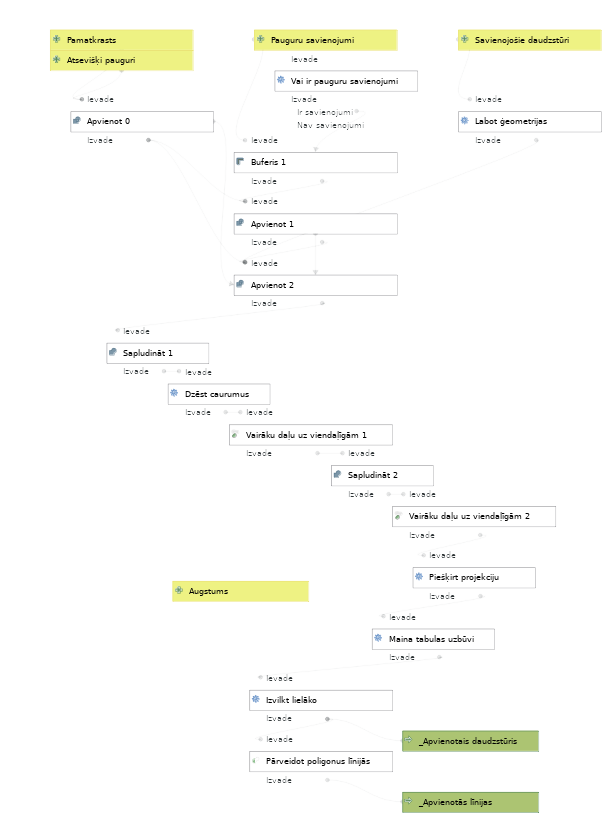 Pamatkrasts
Atsevišķi pauguri
Pauguru savienojumi
Savienojošie daudzstūri
Ievade
Vai ir pauguru savienojumi
Izvade
Ir savienojumi
Nav savienojumi
Ievade
Apvienot 0
Izvade
Ievade
Labot ģeometrijas
Izvade
Ievade
Buferis 1
Izvade
Ievade
Apvienot 1
Izvade
Ievade
Apvienot 2
Izvade
Ievade
Sapludināt 1
Izvade
Ievade
Dzēst caurumus
Izvade
Ievade
Vairāku daļu uz viendaļīgām 1
Izvade
Ievade
Sapludināt 2
Izvade
Ievade
Vairāku daļu uz viendaļīgām 2
Izvade
Ievade
Piešķirt projekciju
Izvade
Augstums
Ievade
Maina tabulas uzbūvi
Izvade
Ievade
Izvilkt lielāko
Izvade
Ievade
_Apvienotais daudzstūris
Pārveidot poligonus līnijās
Izvade
_Apvienotās līnijas